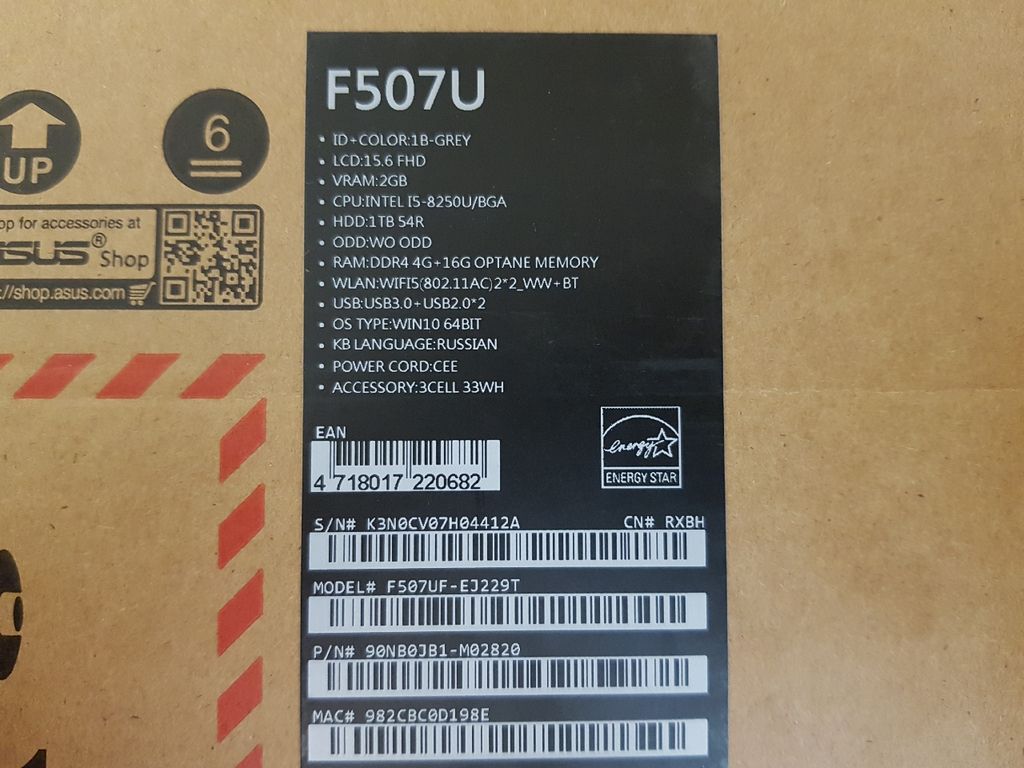 UP
6
op for accessories at
ASUS® Shop
://shop.asus.com
F507U
• ID+COLOR:1B-GREY
• LCD:15.6 FHD
• VRAM:2GB
• CPU:INTEL I5-8250U/BGA
• HDD:1TB 54R
• ODD:WO ODD
• RAM:DDR4 4G+16G OPTANE MEMORY
• WLAN:WIFI5(802.11AC)2*2_WW+BT
• USB:USB3.0+USB2.0*2
• OS TYPE:WIN10 64BIT
• KB LANGUAGE:RUSSIAN
• POWER CORD:CEE
• ACCESSORY:3CELL 33WH
EAN
4 718017 220682
energy
ENERGY STAR
S/N# K3N0CV07H04412A CN# RXBH
MODEL# F507UF-EJ229T
P/N# 90NB0JB1-M02820
MAC# 982CBC0D198E